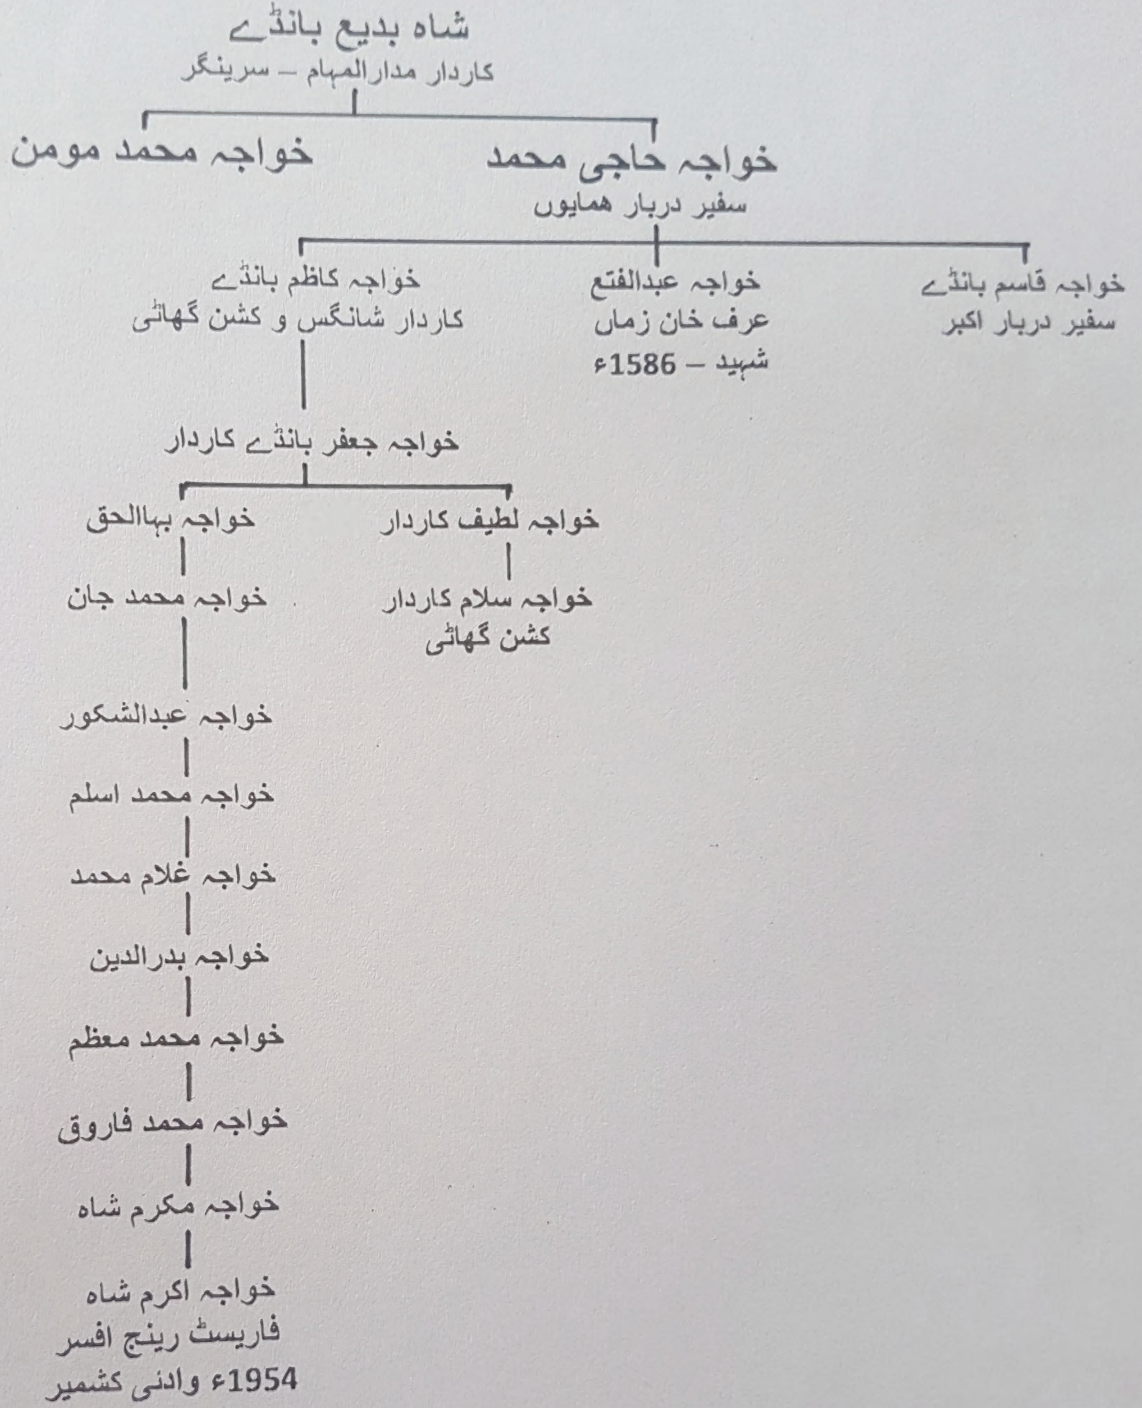 شاہ بدیع بانڈے
کاردار مدارالمہام – سرینگر
خواجہ حاجی محمد
سفیر دربار ھمایوں
خواجہ محمد مومن
خواجہ قاسم بانڈے
سفیر دربار اکبر
خواجہ عبدالفتع
عرف خان زماں
شہید – 1586ء
خواجہ کاظم بانڈے
کاردار شانگس و کشن گھاٹی
خواجہ جعفر بانڈے کاردار
خواجہ لطیف کاردار
خواجہ بہاالحق
خواجہ سلام کاردار
کشن گھاٹی
خواجہ محمد جان
خواجہ عبدالشکور
خواجہ محمد اسلم
خواجہ غلام محمد
خواجہ بدرالدین
خواجہ محمد معظم
خواجہ محمد فاروق
خواجہ مکرم شاہ
خواجہ اکرم شاہ
فاریسٹ رینج افسر
1954ء وادئی کشمیر